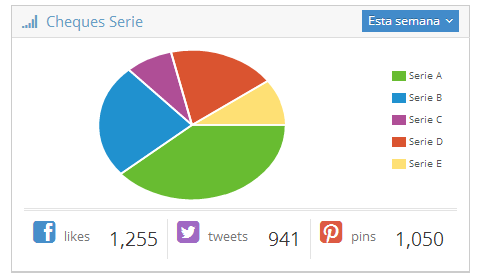 Cheques Serie
Esta semana
Serie A
Serie B
Serie C
Serie D
Serie E
likes 1,255
tweets 941
pins 1,050